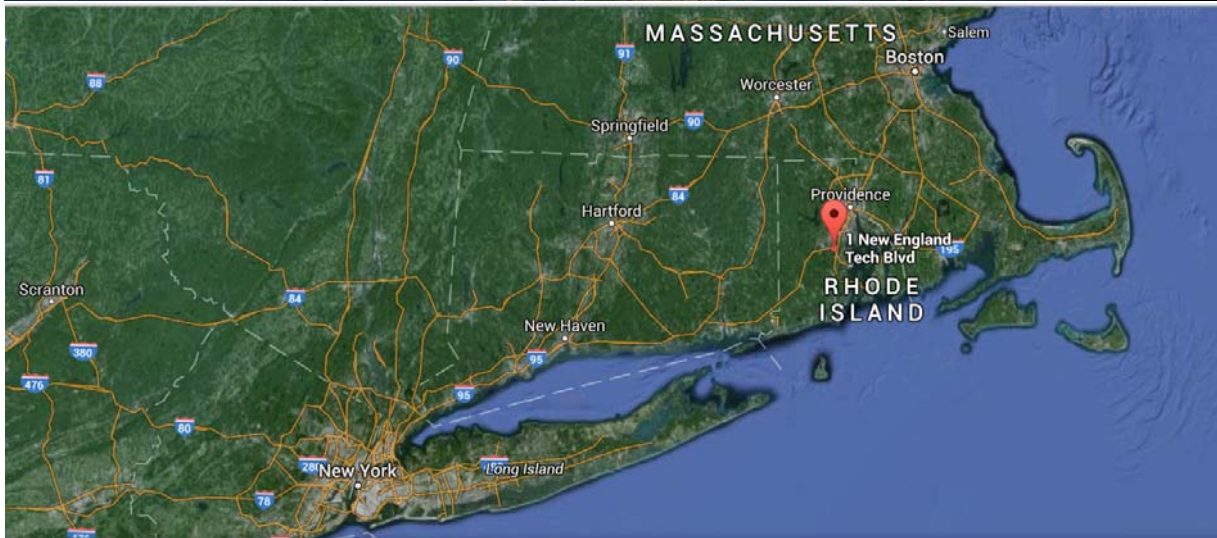 MASSACHUSETTS
Salem
91
Boston
90
88
Worcester
Springfield
90
81
84
Hartford
Providence
1 New England
Tech Blvd
195
RHODE
ISLAND
Scranton
84
New Haven
380
95
476
95
80
280
New York
Long Island
78